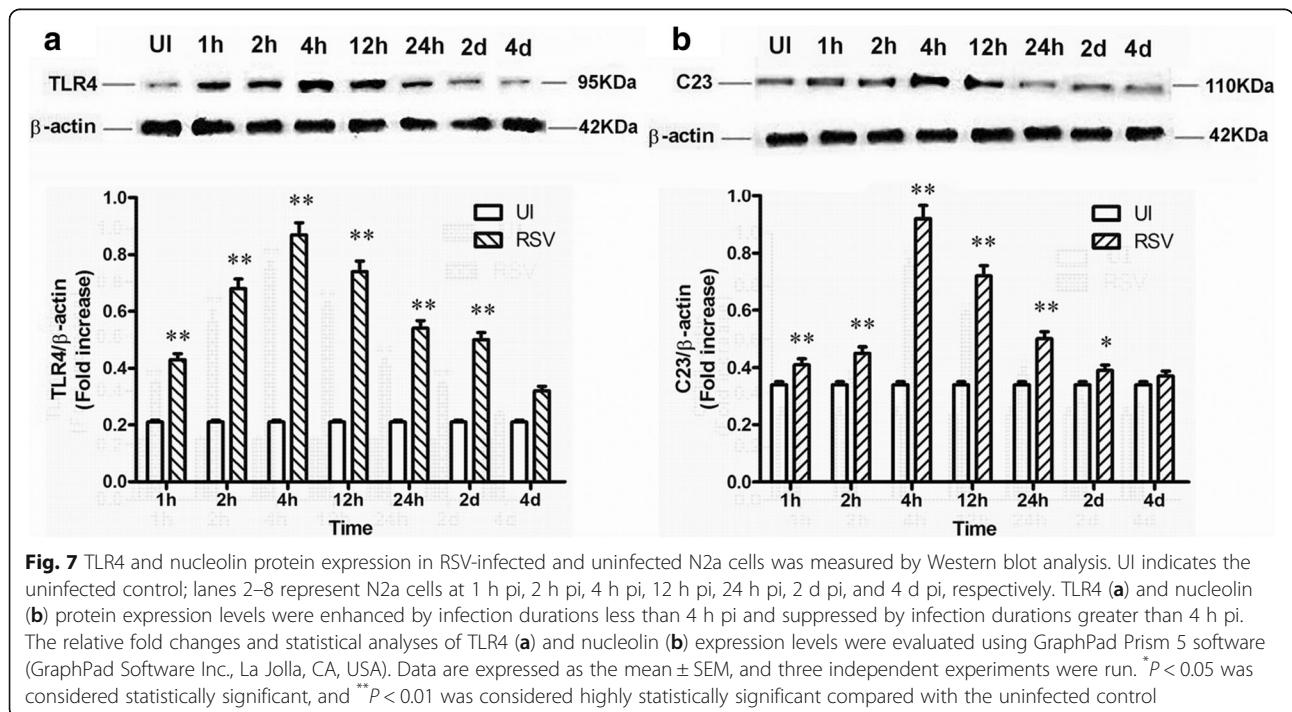 a UI 1h 2h 4h 12h 24h 2d 4d
TLR4 95KDa
β-actin 42KDa
1.0
0.8
0.6
0.4
0.2
0.0
TLR4/β-actin
(Fold increase)
UI
RSV
** ** ** ** ** **
1h 2h 4h 12h 24h 2d 4d
Time
b UI 1h 2h 4h 12h 24h 2d 4d
C23 110KDa
β-actin 42KDa
1.0
0.8
0.6
0.4
0.2
0.0
C23/β-actin
(Fold increase)
UI
RSV
** ** ** ** ** *
1h 2h 4h 12h 24h 2d 4d
Time
Fig. 7 TLR4 and nucleolin protein expression in RSV-infected and uninfected N2a cells was measured by Western blot analysis. UI indicates the
uninfected control; lanes 2–8 represent N2a cells at 1 h pi, 2 h pi, 4 h pi, 12 h pi, 24 h pi, 2 d pi, and 4 d pi, respectively. TLR4 (a) and nucleolin
(b) protein expression levels were enhanced by infection durations less than 4 h pi and suppressed by infection durations greater than 4 h pi.
The relative fold changes and statistical analyses of TLR4 (a) and nucleolin (b) expression levels were evaluated using GraphPad Prism 5 software
(GraphPad Software Inc., La Jolla, CA, USA). Data are expressed as the mean ± SEM, and three independent experiments were run. *P < 0.05 was
considered statistically significant, and **P < 0.01 was considered highly statistically significant compared with the uninfected control